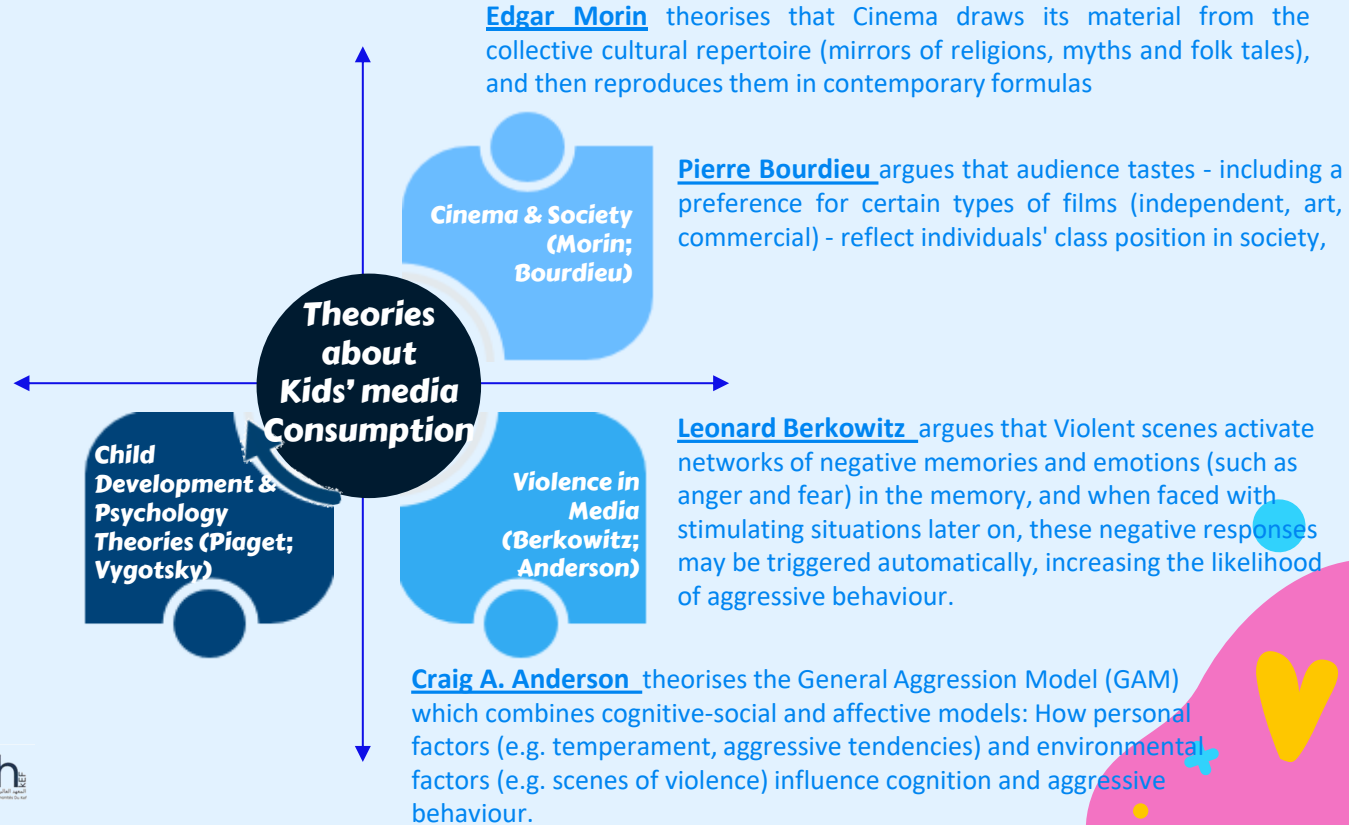 Edgar Morin theorises that Cinema draws its material from the
collective cultural repertoire (mirrors of religions, myths and folk tales),
and then reproduces them in contemporary formulas
Cinema & Society
(Morin;
Bourdieu)
Pierre Bourdieu argues that audience tastes - including a
preference for certain types of films (independent, art,
commercial) - reflect individuals' class position in society,
Theories
about
Kids' media
Consumption
Child
Development &
Psychology
Theories (Piaget;
Vygotsky)
Violence in
Media
(Berkowitz;
Anderson)
Leonard Berkowitz argues that Violent scenes activate
networks of negative memories and emotions (such as
anger and fear) in the memory, and when faced with
stimulating situations later on, these negative responses
may be triggered automatically, increasing the likelihood
of aggressive behaviour.
Craig A. Anderson theorises the General Aggression Model (GAM)
which combines cognitive-social and affective models: How personal
factors (e.g. temperament, aggressive tendencies) and environmental
factors (e.g. scenes of violence) influence cognition and aggressive
behaviour.
h
KEF